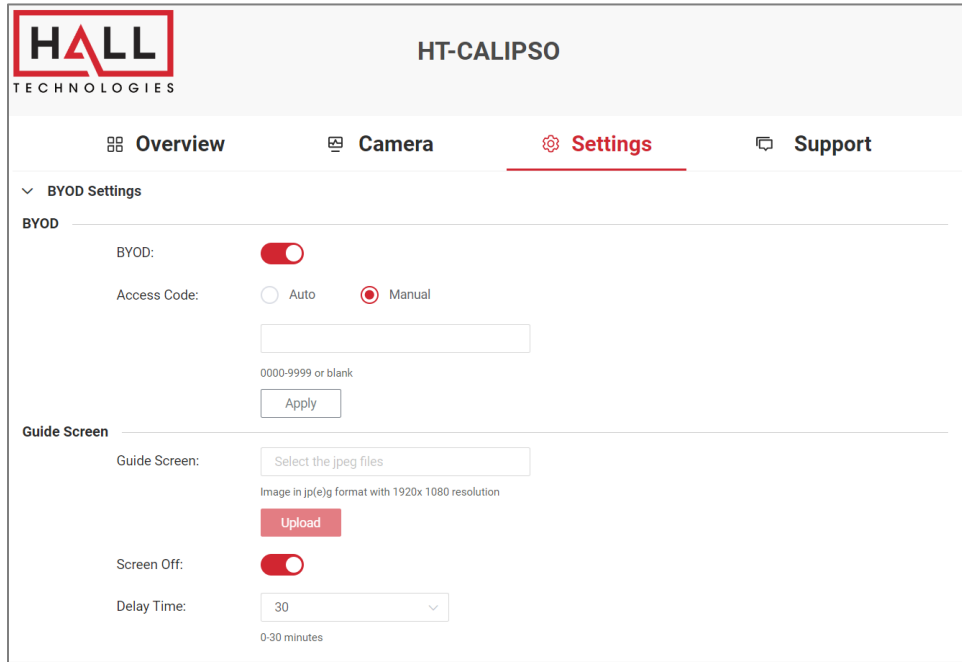 HALL
TECHNOLOGIES
HT-CALIPSO
Overview Camera Settings Support
BYOD Settings
BYOD
BYOD:
Access Code: Auto Manual
0000-9999 or blank
Apply
Guide Screen
Guide Screen: Select the jpeg files
Image in jp(e)g format with 1920x 1080 resolution
Upload
Screen Off:
Delay Time: 30
0-30 minutes